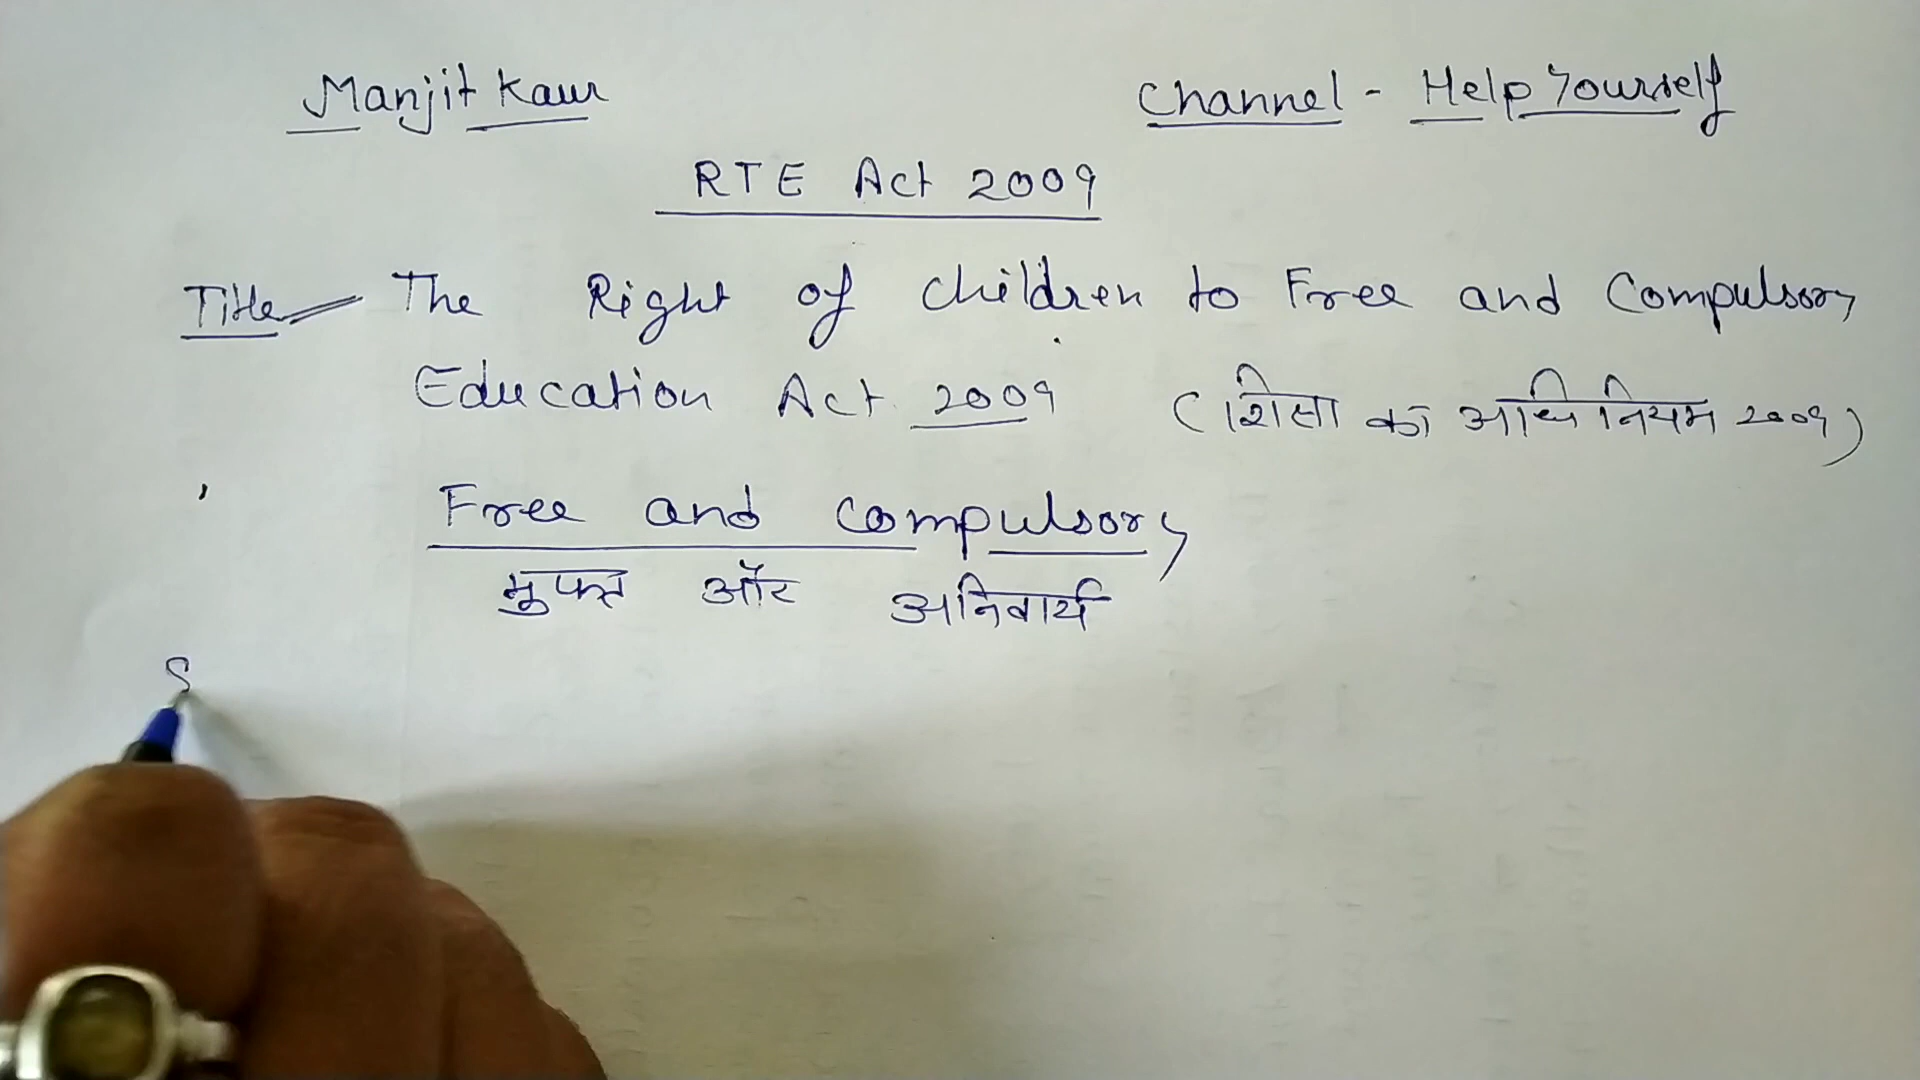 Manjit Kaur Channel - Help Yourself
RTE Act 2009
Title The Right of children to Free and Compulsory
Education Act 2009 (शिक्षा का अधिनियम 2009)
Free and Compulsory
मुफ्त और अनिवार्य
S